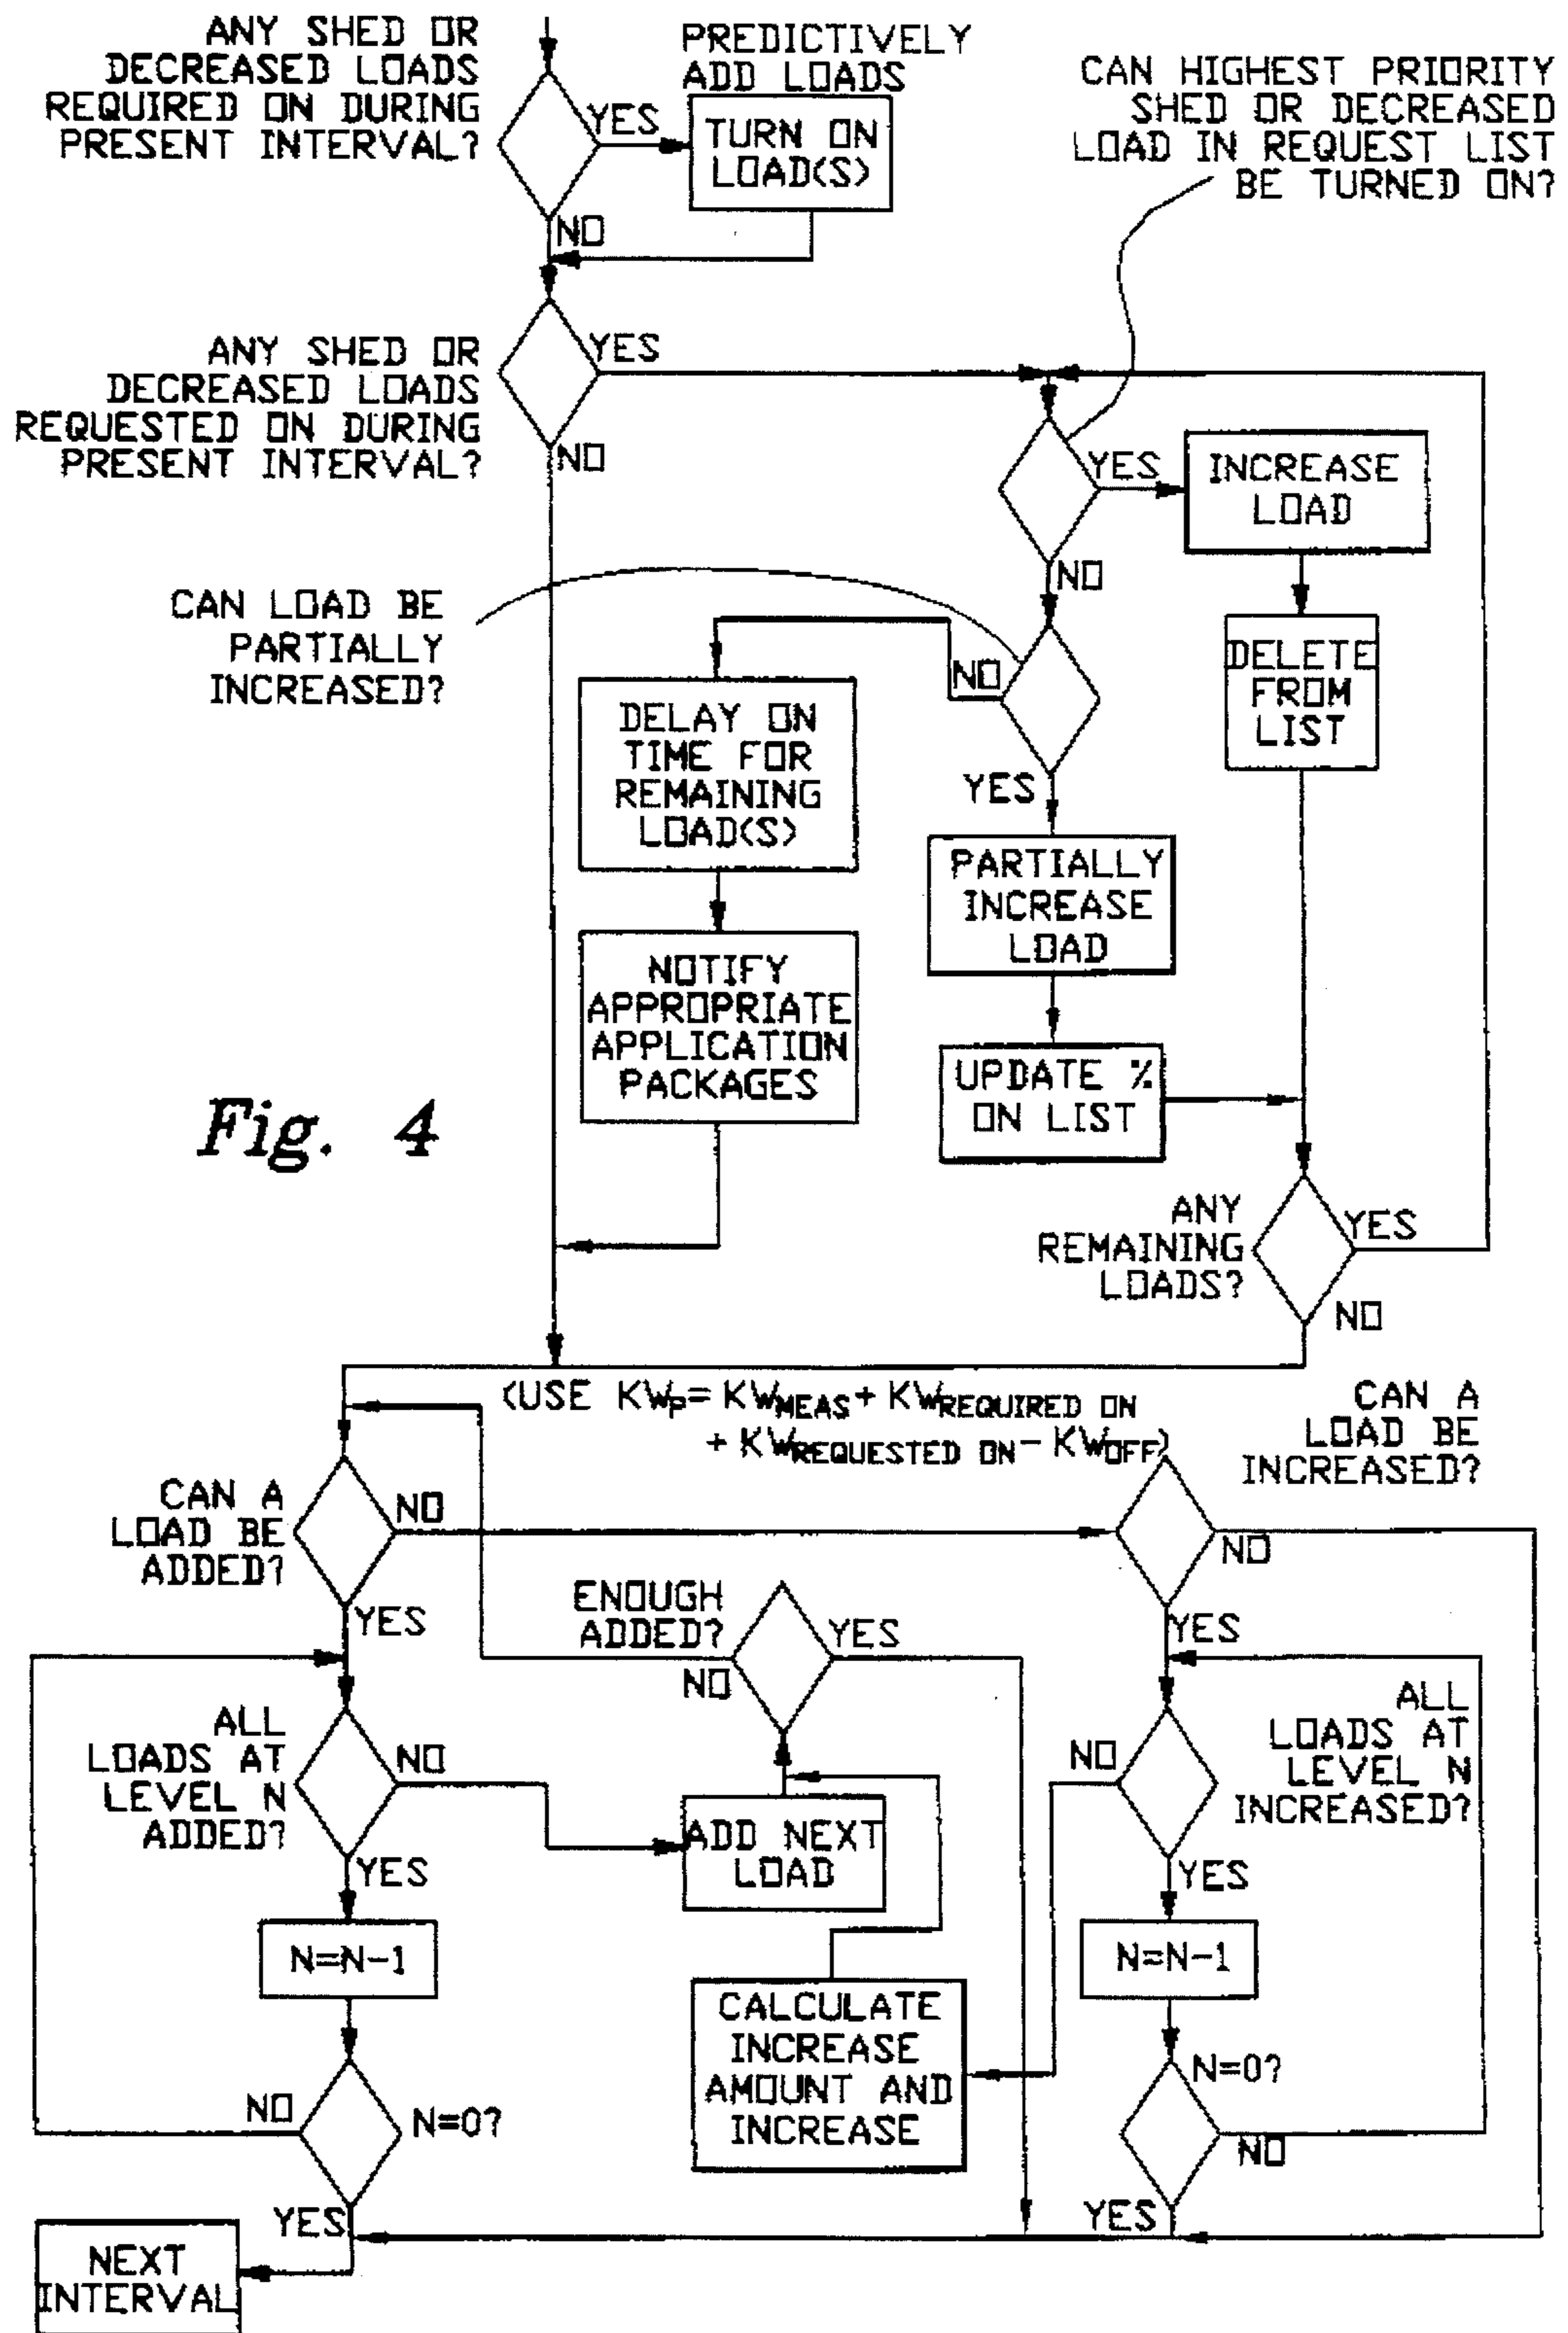 ANY SHED OR
DECREASED LOADS
REQUIRED ON DURING
PRESENT INTERVAL?
PREDICTIVELY
ADD LOADS
YES
TURN ON
LOAD(S)
NO
CAN HIGHEST PRIORITY
SHED OR DECREASED
LOAD IN REQUEST LIST
BE TURNED ON?
ANY SHED OR
DECREASED LOADS
REQUESTED ON DURING
PRESENT INTERVAL?
YES
NO
YES
INCREASE
LOAD
NO
CAN LOAD BE
PARTIALLY
INCREASED?
NO
DELETE
FROM
LIST
DELAY ON
TIME FOR
REMAINING
LOAD(S)
YES
PARTIALLY
INCREASE
LOAD
NOTIFY
APPROPRIATE
APPLICATION
PACKAGES
UPDATE %
ON LIST
Fig. 4
ANY
REMAINING
LOADS?
YES
NO
(USE KWP= KWMEAS+ KWREQUIRED ON
+ KWREQUESTED ON- KWOFF)
CAN A
LOAD BE
INCREASED?
CAN A
LOAD BE
ADDED?
NO
NO
YES
ENOUGH
ADDED?
YES
NO
YES
ALL
LOADS AT
LEVEL N
ADDED?
NO
ALL
LOADS AT
LEVEL N
INCREASED?
NO
ADD NEXT
LOAD
YES
YES
N=N-1
N=N-1
CALCULATE
INCREASE
AMOUNT AND
INCREASE
NO
N=0?
N=0?
NO
YES
YES
NEXT
INTERVAL